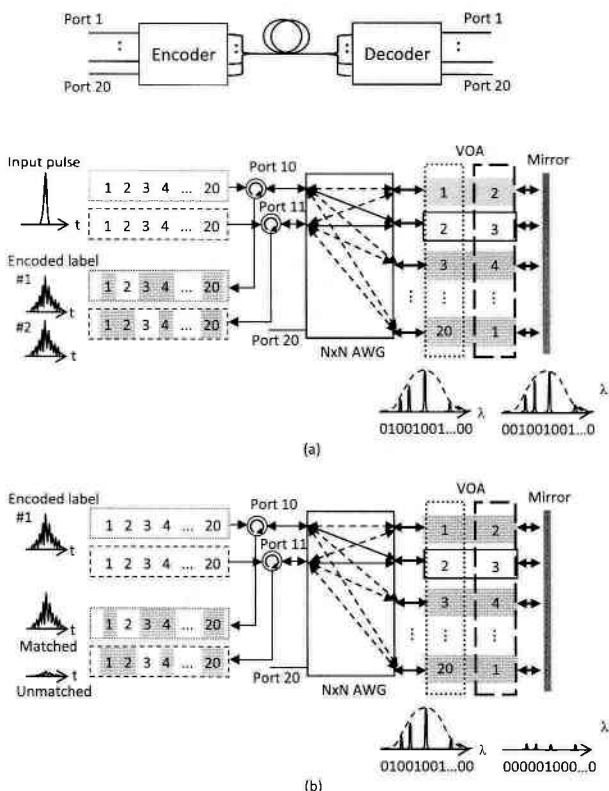 Port 1
Port 1
:
Encoder
Decoder
:
Port 20
Port 20
VOA
Mirror
Input pulse
Port 10
1 2 3 4 ... 20
1 2
t
Port 11
1 2 3 4 ... 20
2 3
Encoded label
#1
1 2 3 4 ... 20
3 4
t
#2
1 2 3 4 ... 20
t
Port 20
20 1
NxN AWG
λ
λ
01001001...00
001001001...0
(a)
Encoded label
VOA
Mirror
#1
Port 10
1 2 3 4 ... 20
1 2
t
Port 11
1 2 3 4 ... 20
2 3
1 2 3 4 ... 20
3 4
t
Matched
1 2 3 4 ... 20
t
Unmatched
Port 20
20 1
NxN AWG
λ
λ
01001001...00
000001000...0
(b)